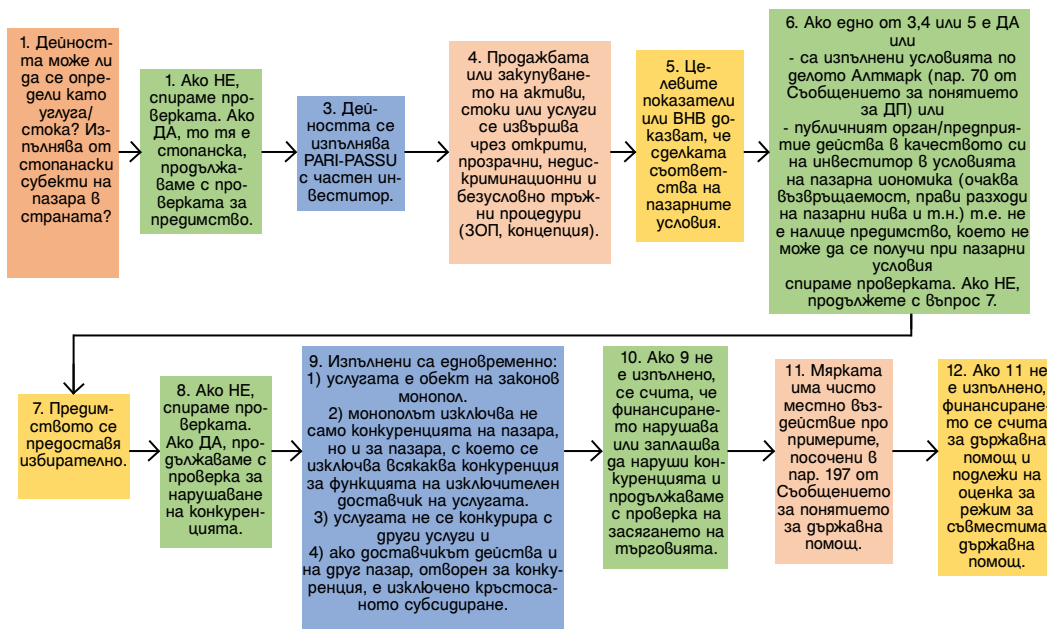 1. Дейност-
та може ли
да се опре-
дели като
услуга/
стока? Из-
пълнява от
стопанаски
субекти на
пазара в
страната?
1. Ако НЕ,
спираме про-
верката. Ако
ДА, то тя е
стопанска,
продължа-
ваме с про-
верката за
предимство.
3. Дей-
ността се
изпълнява
PARI-PASSU
с частен ин-
веститор.
4. Продажбата
или закупуване-
то на активи,
стоки или услуги
се извършва
чрез открити,
прозрачни, недис-
криминационни и
безусловно тръж-
ни процедури
(ЗОП, концепция).
5. Це-
левите
показатели
или ВНВ до-
казват, че
сделката
съответ-
ства на
пазарните
условия.
6. Ако едно от 3,4 или 5 е ДА
или
- са изпълнени условията по
делото Алтмарк (пар. 70 от
Съобщението за понятието
за ДП) или
- публичният орган/предприя-
тие действа в качеството си
на инвеститор в условията
на пазарна иономика (очаква
възвръщаемост, прави разходи
на пазарни нива и т.н.) т.е. не
е налице предимство, което не
може да се получи при пазарни
условия
спираме проверката. Ако НЕ,
продължете с въпрос 7.
7. Предим-
ството се
предоставя
избирателно.
8. Ако НЕ,
спираме про-
верката.
Ако ДА, про-
дължаваме с
проверка за
нарушаване
на конкурен-
цията.
9. Изпълнени са едновременно:
1) услугата е обект на законов
монопол.
2) монополът изключва не
само конкуренцията на пазара,
но и за пазара, с което се
изключва всякаква конкуренция
за функцията на изключителен
доставчик на услугата.
3) услугата не се конкурира с
други услуги и
4) ако доставчикът действа и
на друг пазар, отворен за конку-
ренция, е изключено кръстоса-
ното субсидиране.
10. Ако 9 не
е изпълнено,
се счита, че
финансиране-
то нарушава
или заплашва
да наруши кон-
куренцията и
продължаваме
с проверка на
засягането на
търговията.
11. Мярката
има чисто
местно въз-
действие про
примерите,
посочени в
пар. 197 от
Съобщението
за понятието
за държавна
помощ.
12. Ако 11 не
е изпълнено,
финансиране-
то се счита
за държавна
помощ и
подлежи на
оценка за
режим за
съвместима
държавна
помощ.